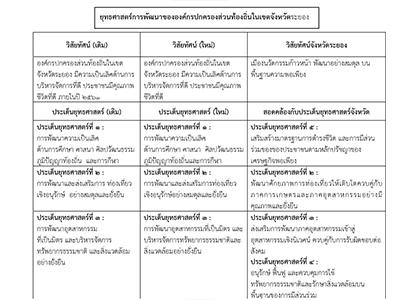 ยุทธศาสตร์การพัฒนาขององค์กรปกครองส่วนท้องถิ่นในเขตจังหวัดระยอง
วิสัยทัศน์ (เดิม)
องค์กรปกครองส่วนท้องถิ่นในเขต
จังหวัดระยอง มีความเป็นเลิศด้านการ
บริหารจัดการที่ดี ประชาชนมีคุณภาพ
ชีวิตที่ดี ภายในปี ๒๕๖๑
วิสัยทัศน์ (ใหม่)
องค์กรปกครองส่วนท้องถิ่นในเขต
จังหวัดระยอง มีความเป็นเลิศด้านการ
บริหารจัดการที่ดี ประชาชนมีคุณภาพ
ชีวิตที่ดี
วิสัยทัศน์จังหวัดระยอง
เมืองนวัตกรรมก้าวหน้า พัฒนาอย่างสมดุล บน
พื้นฐานความพอเพียง
ประเด็นยุทธศาสตร์ (เดิม)
ประเด็นยุทธศาสตร์ (ใหม่)
สอดคล้องกับประเด็นยุทธศาสตร์จังหวัด
ประเด็นยุทธศาสตร์ที่ ๑ :
การพัฒนาความเป็นเลิศ
ด้านการศึกษา ศาสนา ศิลปวัฒนธรรม
ภูมิปัญญาท้องถิ่น และการกีฬา
ประเด็นยุทธศาสตร์ที่ ๑ :
การพัฒนาความเป็นเลิศ
ด้านการศึกษา ศาสนา ศิลปวัฒนธรรม
ภูมิปัญญาท้องถิ่น และการกีฬา
ประเด็นยุทธศาสตร์ที่ ๔ :
เสริมสร้างมาตรฐานการดำรงชีวิต และการมีส่วน
ร่วมของของประชาชนตามหลักปรัชญาของ
เศรษฐกิจพอเพียง
ประเด็นยุทธศาสตร์ที่ ๒ :
การพัฒนาและส่งเสริมการ ท่องเที่ยว
เชิงอนุรักษ์ อย่างสมดุลและยั่งยืน
ประเด็นยุทธศาสตร์ที่ ๒ :
การพัฒนาและส่งเสริมการ ท่องเที่ยว
เชิงอนุรักษ์ อย่างสมดุลและยั่งยืน
ประเด็นยุทธศาสตร์ที่ ๒ :
พัฒนาศักยภาพการท่องเที่ยวให้เติบโตควบคู่กับ
ภาคการเกษตรและภาคอุตสาหกรรมอย่างมี
คุณภาพและยั่งยืน
ประเด็นยุทธศาสตร์ที่ ๓ :
การพัฒนาอุตสาหกรรม
ที่เป็นมิตร และบริหารจัดการ
ทรัพยากรธรรมชาติ และสิ่งแวดล้อม
อย่างยั่งยืน
ประเด็นยุทธศาสตร์ที่ ๓ :
การพัฒนาอุตสาหกรรมที่เป็นมิตร และ
บริหารจัดการทรัพยากรธรรมชาติและ
สิ่งแวดล้อมอย่างยั่งยืน
ประเด็นยุทธศาสตร์ที่ ๑ :
ส่งเสริมการพัฒนาภาคอุตสาหกรรมเข้าสู่
อุตสาหกรรมเชิงนิเวศน์ ควบคู่กับการรับผิดชอบต่อ
สังคม
ประเด็นยุทธศาสตร์ที่ ๕ :
อนุรักษ์ ฟื้นฟู และควบคุมการใช้
ทรัพยากรธรรมชาติและรักษาสิ่งแวดล้อมบน
พื้นฐานของการมีส่วนร่วม